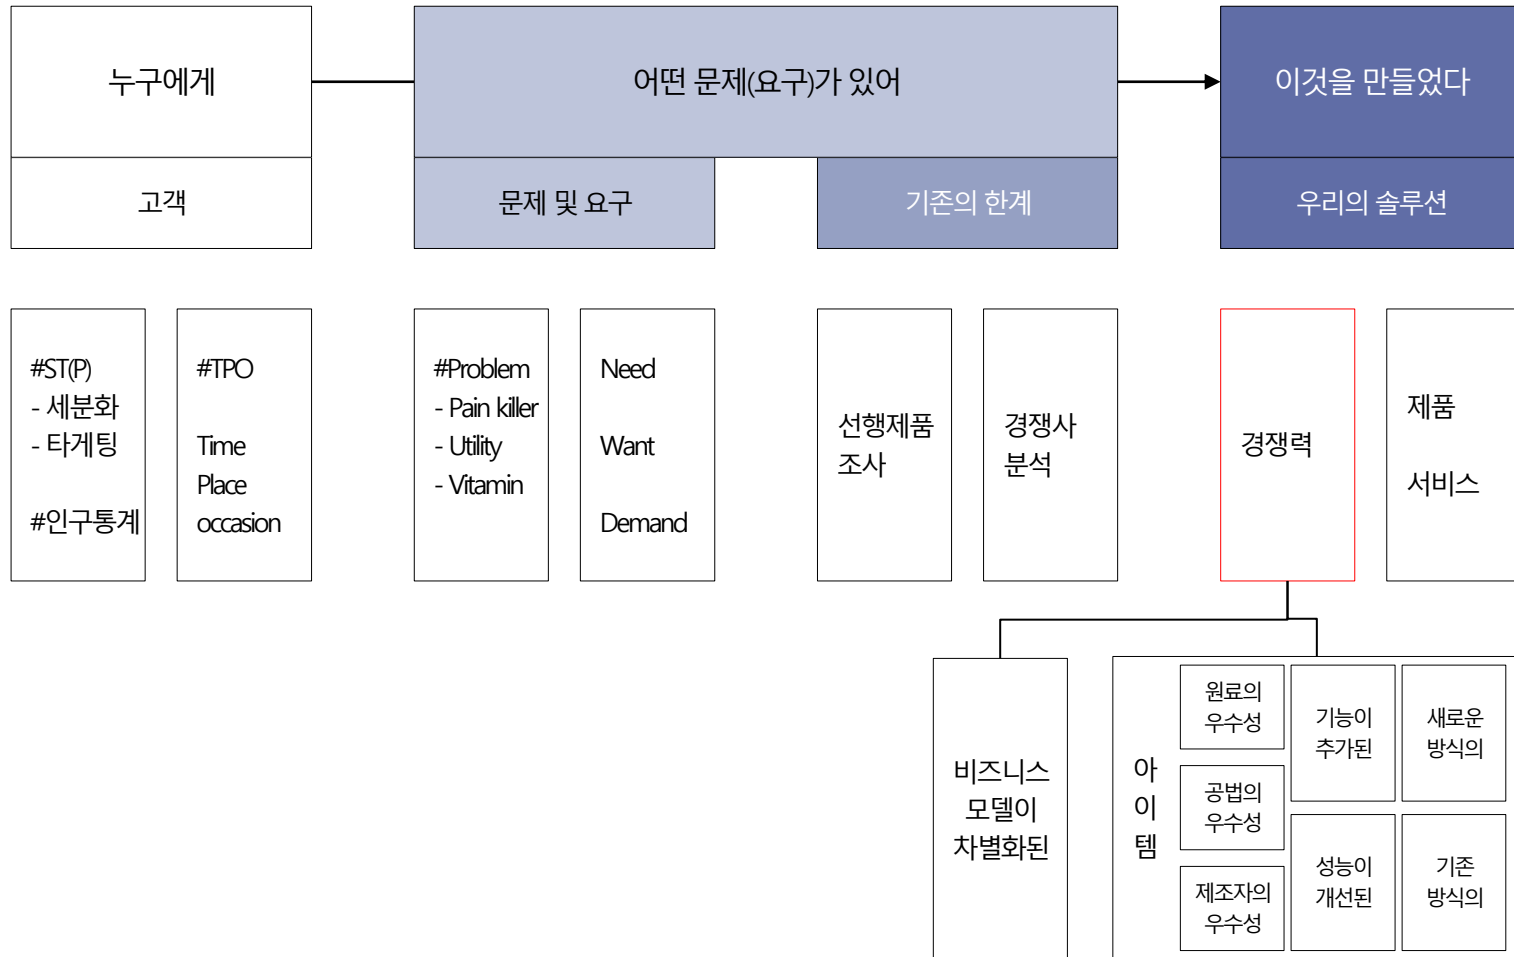 누구에게
어떤 문제(요구)가 있어
이것을 만들었다
고객
문제 및 요구
기존의 한계
우리의 솔루션
#ST(P)
- 세분화
- 타게팅
#인구통계
#TPO
Time
Place
occasion
#Problem
- Pain killer
- Utility
- Vitamin
Need
Want
Demand
선행제품
조사
경쟁사
분석
경쟁력
제품
서비스
비즈니스
모델이
차별화된
아
이
템
원료의
우수성
공법의
우수성
제조자의
우수성
기능이
추가된
성능이
개선된
새로운
방식의
기존
방식의